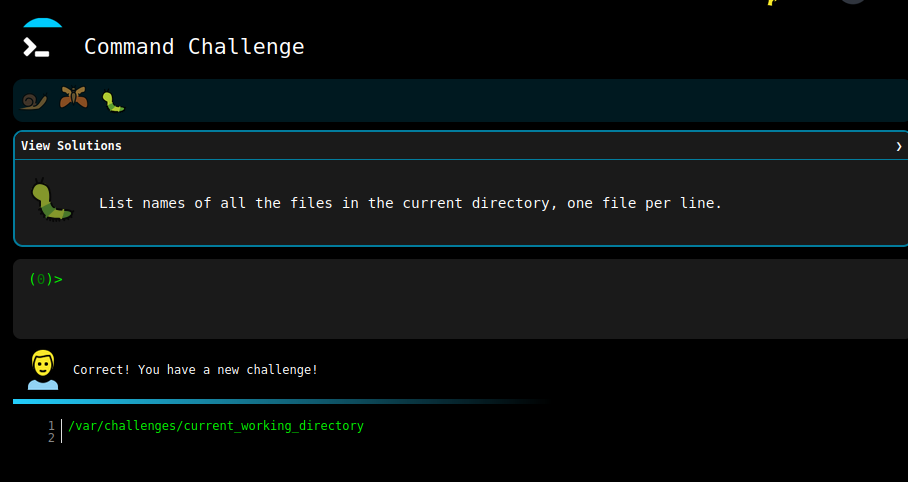 Command Challenge
View Solutions ❯
List names of all the files in the current directory, one file per line.
(0)>
Correct! You have a new challenge!
1 /var/challenges/current_working_directory
2